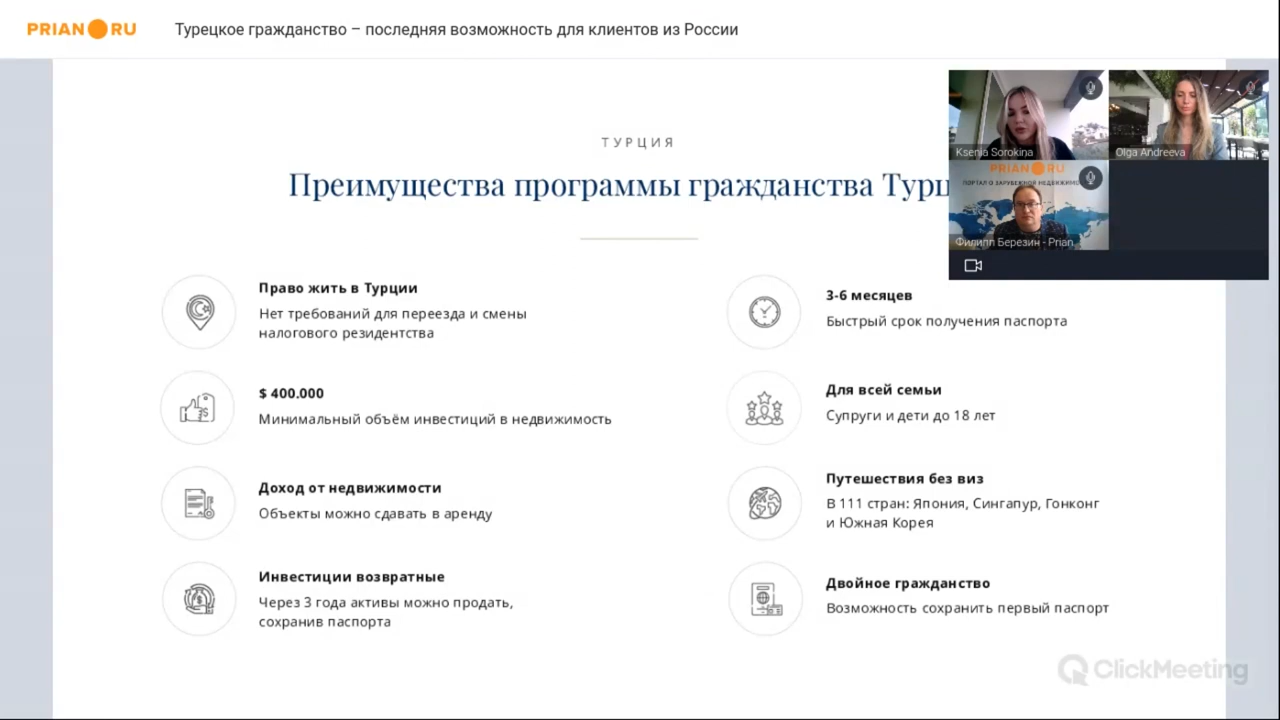 PRIAN RU
Турецкое гражданство – последняя возможность для клиентов из России
ТУРЦИЯ
Преимущества программы гражданства
Ksenia Sorokina
Olga Andreeva
PRIAN RU
ПОРТАЛ О ЗАРУБЕЖНОЙ
Филипп Березин - Prian
Право жить в Турции
Нет требований для переезда и смены
налогового резидентства
$ 400.000
Минимальный объём инвестиций в недвижимость
Доход от недвижимости
Объекты можно сдавать в аренду
Инвестиции возвратные
Через 3 года активы можно продать,
сохранив паспорта
3-6 месяцев
Быстрый срок получения паспорта
Для всей семьи
Супруги и дети до 18 лет
Путешествия без виз
В 111 стран: Япония, Сингапур, Гонконг
и Южная Корея
Двойное гражданство
Возможность сохранить первый паспорт
ClickMeeting